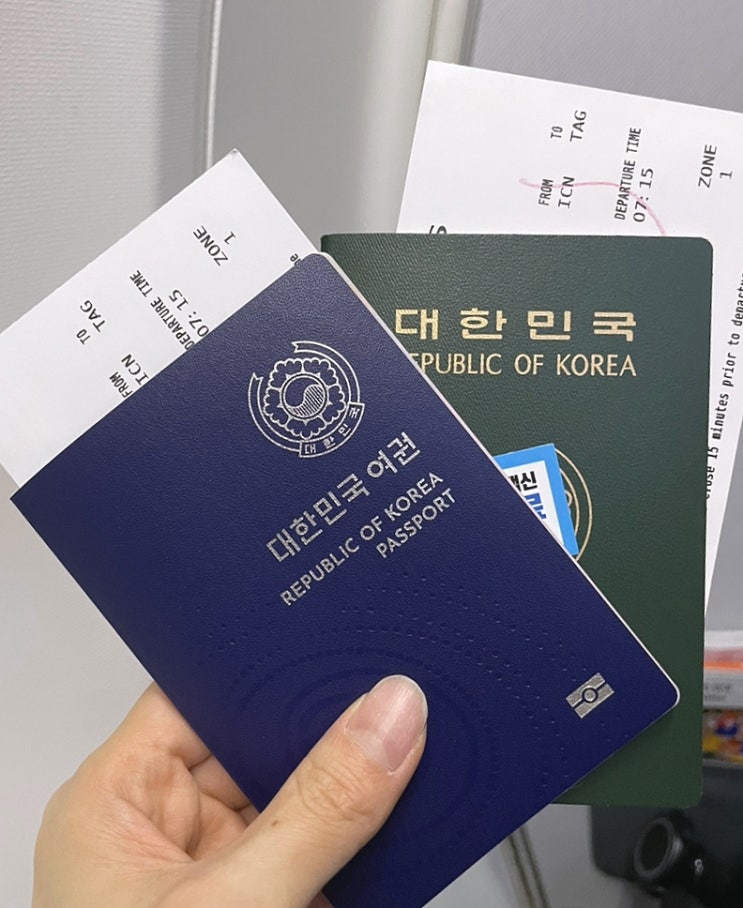 FROM TO
ICN TAG
DEPARTURE TIME
07:15
ZONE
1
대한민국
대한민국 여권
REPUBLIC OF KOREA
PASSPORT
FROM TO
ICN TAG
DEPARTURE TIME
07:15
ZONE
1
15 minutes prior to
대한민국
REPUBLIC OF KOREA